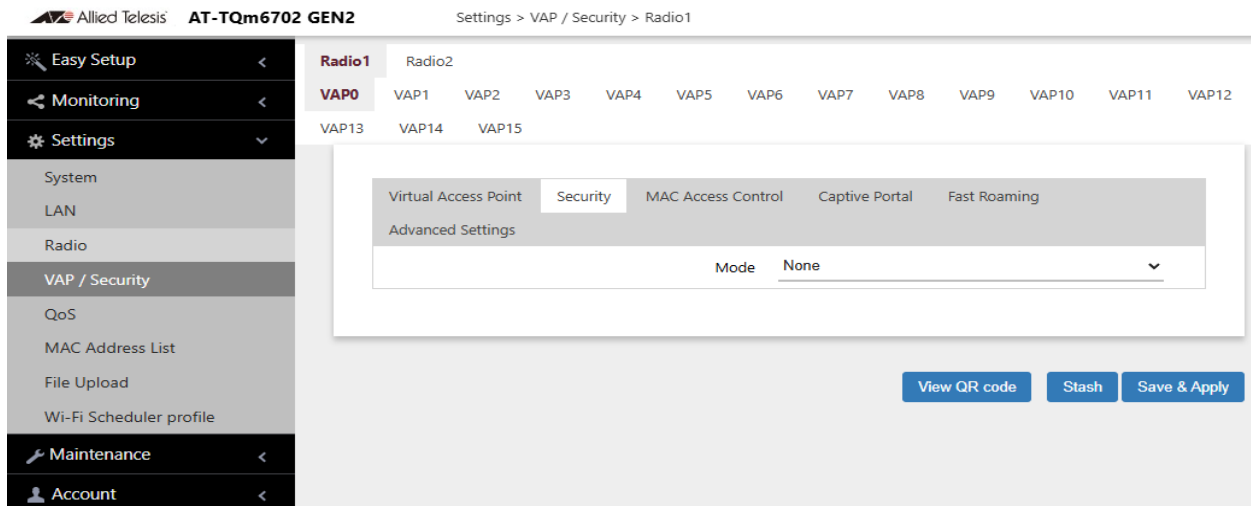 Allied Telesis AT-TQm6702 GEN2 Settings > VAP / Security > Radio1
Easy Setup
Monitoring
Settings
System
LAN
Radio
VAP / Security
QoS
MAC Address List
File Upload
Wi-Fi Scheduler profile
Maintenance
Account
Radio1 Radio2
VAP0 VAP1 VAP2 VAP3 VAP4 VAP5 VAP6 VAP7 VAP8 VAP9 VAP10 VAP11 VAP12
VAP13 VAP14 VAP15
Virtual Access Point Security MAC Access Control Captive Portal Fast Roaming
Advanced Settings
Mode None
View QR code Stash Save & Apply